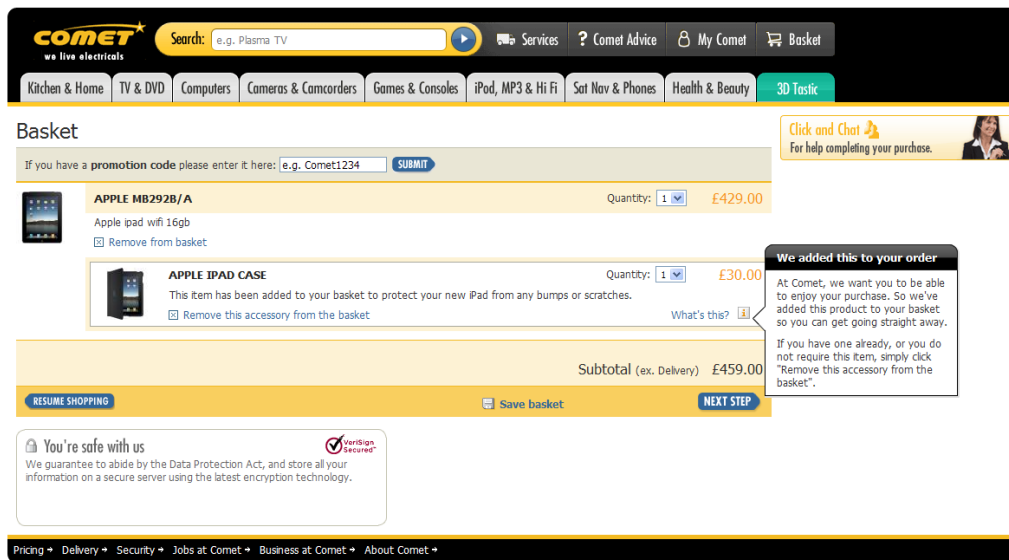 COMET
we live electricals
Search: e.g. Plasma TV
Services
? Comet Advice
My Comet
Basket
Kitchen & Home
TV & DVD
Computers
Cameras & Camcorders
Games & Consoles
iPod, MP3 & Hi Fi
Sat Nav & Phones
Health & Beauty
3D Tastic
Basket
Click and Chat
For help completing your purchase.
If you have a promotion code please enter it here: e.g. Comet1234 SUBMIT
APPLE MB292B/A Quantity: 1 £429.00
Apple ipad wifi 16gb
Remove from basket
APPLE IPAD CASE Quantity: 1 £30.00
This item has been added to your basket to protect your new iPad from any bumps or scratches.
Remove this accessory from the basket What's this? i
We added this to your order
At Comet, we want you to be able
to enjoy your purchase. So we've
added this product to your basket
so you can get going straight away.
If you have one already, or you do
not require this item, simply click
"Remove this accessory from the
basket".
Subtotal (ex. Delivery) £459.00
RESUME SHOPPING Save basket NEXT STEP
You're safe with us
VeriSign
Secured
We guarantee to abide by the Data Protection Act, and store all your
information on a secure server using the latest encryption technology.
Pricing Delivery Security Jobs at Comet Business at Comet About Comet